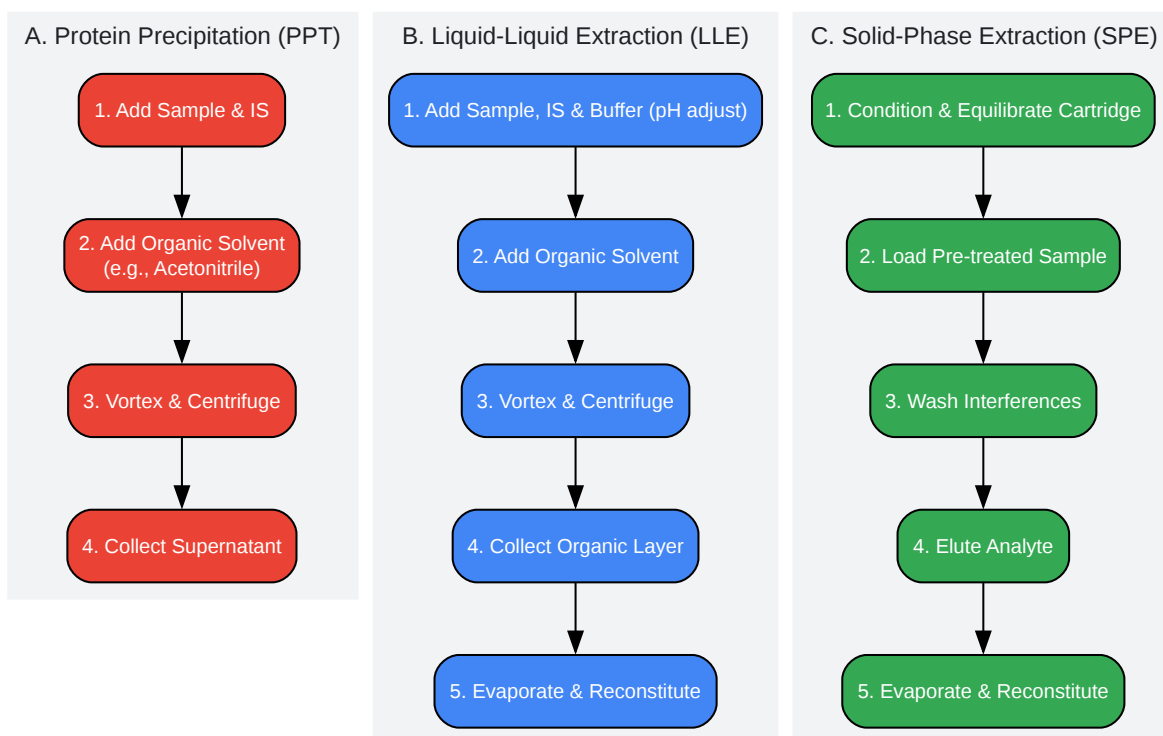 A. Protein Precipitation (PPT)
1. Add Sample & IS
2. Add Organic Solvent
(e.g., Acetonitrile)
3. Vortex & Centrifuge
4. Collect Supernatant
B. Liquid-Liquid Extraction (LLE)
1. Add Sample, IS & Buffer (pH adjust)
2. Add Organic Solvent
3. Vortex & Centrifuge
4. Collect Organic Layer
5. Evaporate & Reconstitute
C. Solid-Phase Extraction (SPE)
1. Condition & Equilibrate Cartridge
2. Load Pre-treated Sample
3. Wash Interferences
4. Elute Analyte
5. Evaporate & Reconstitute